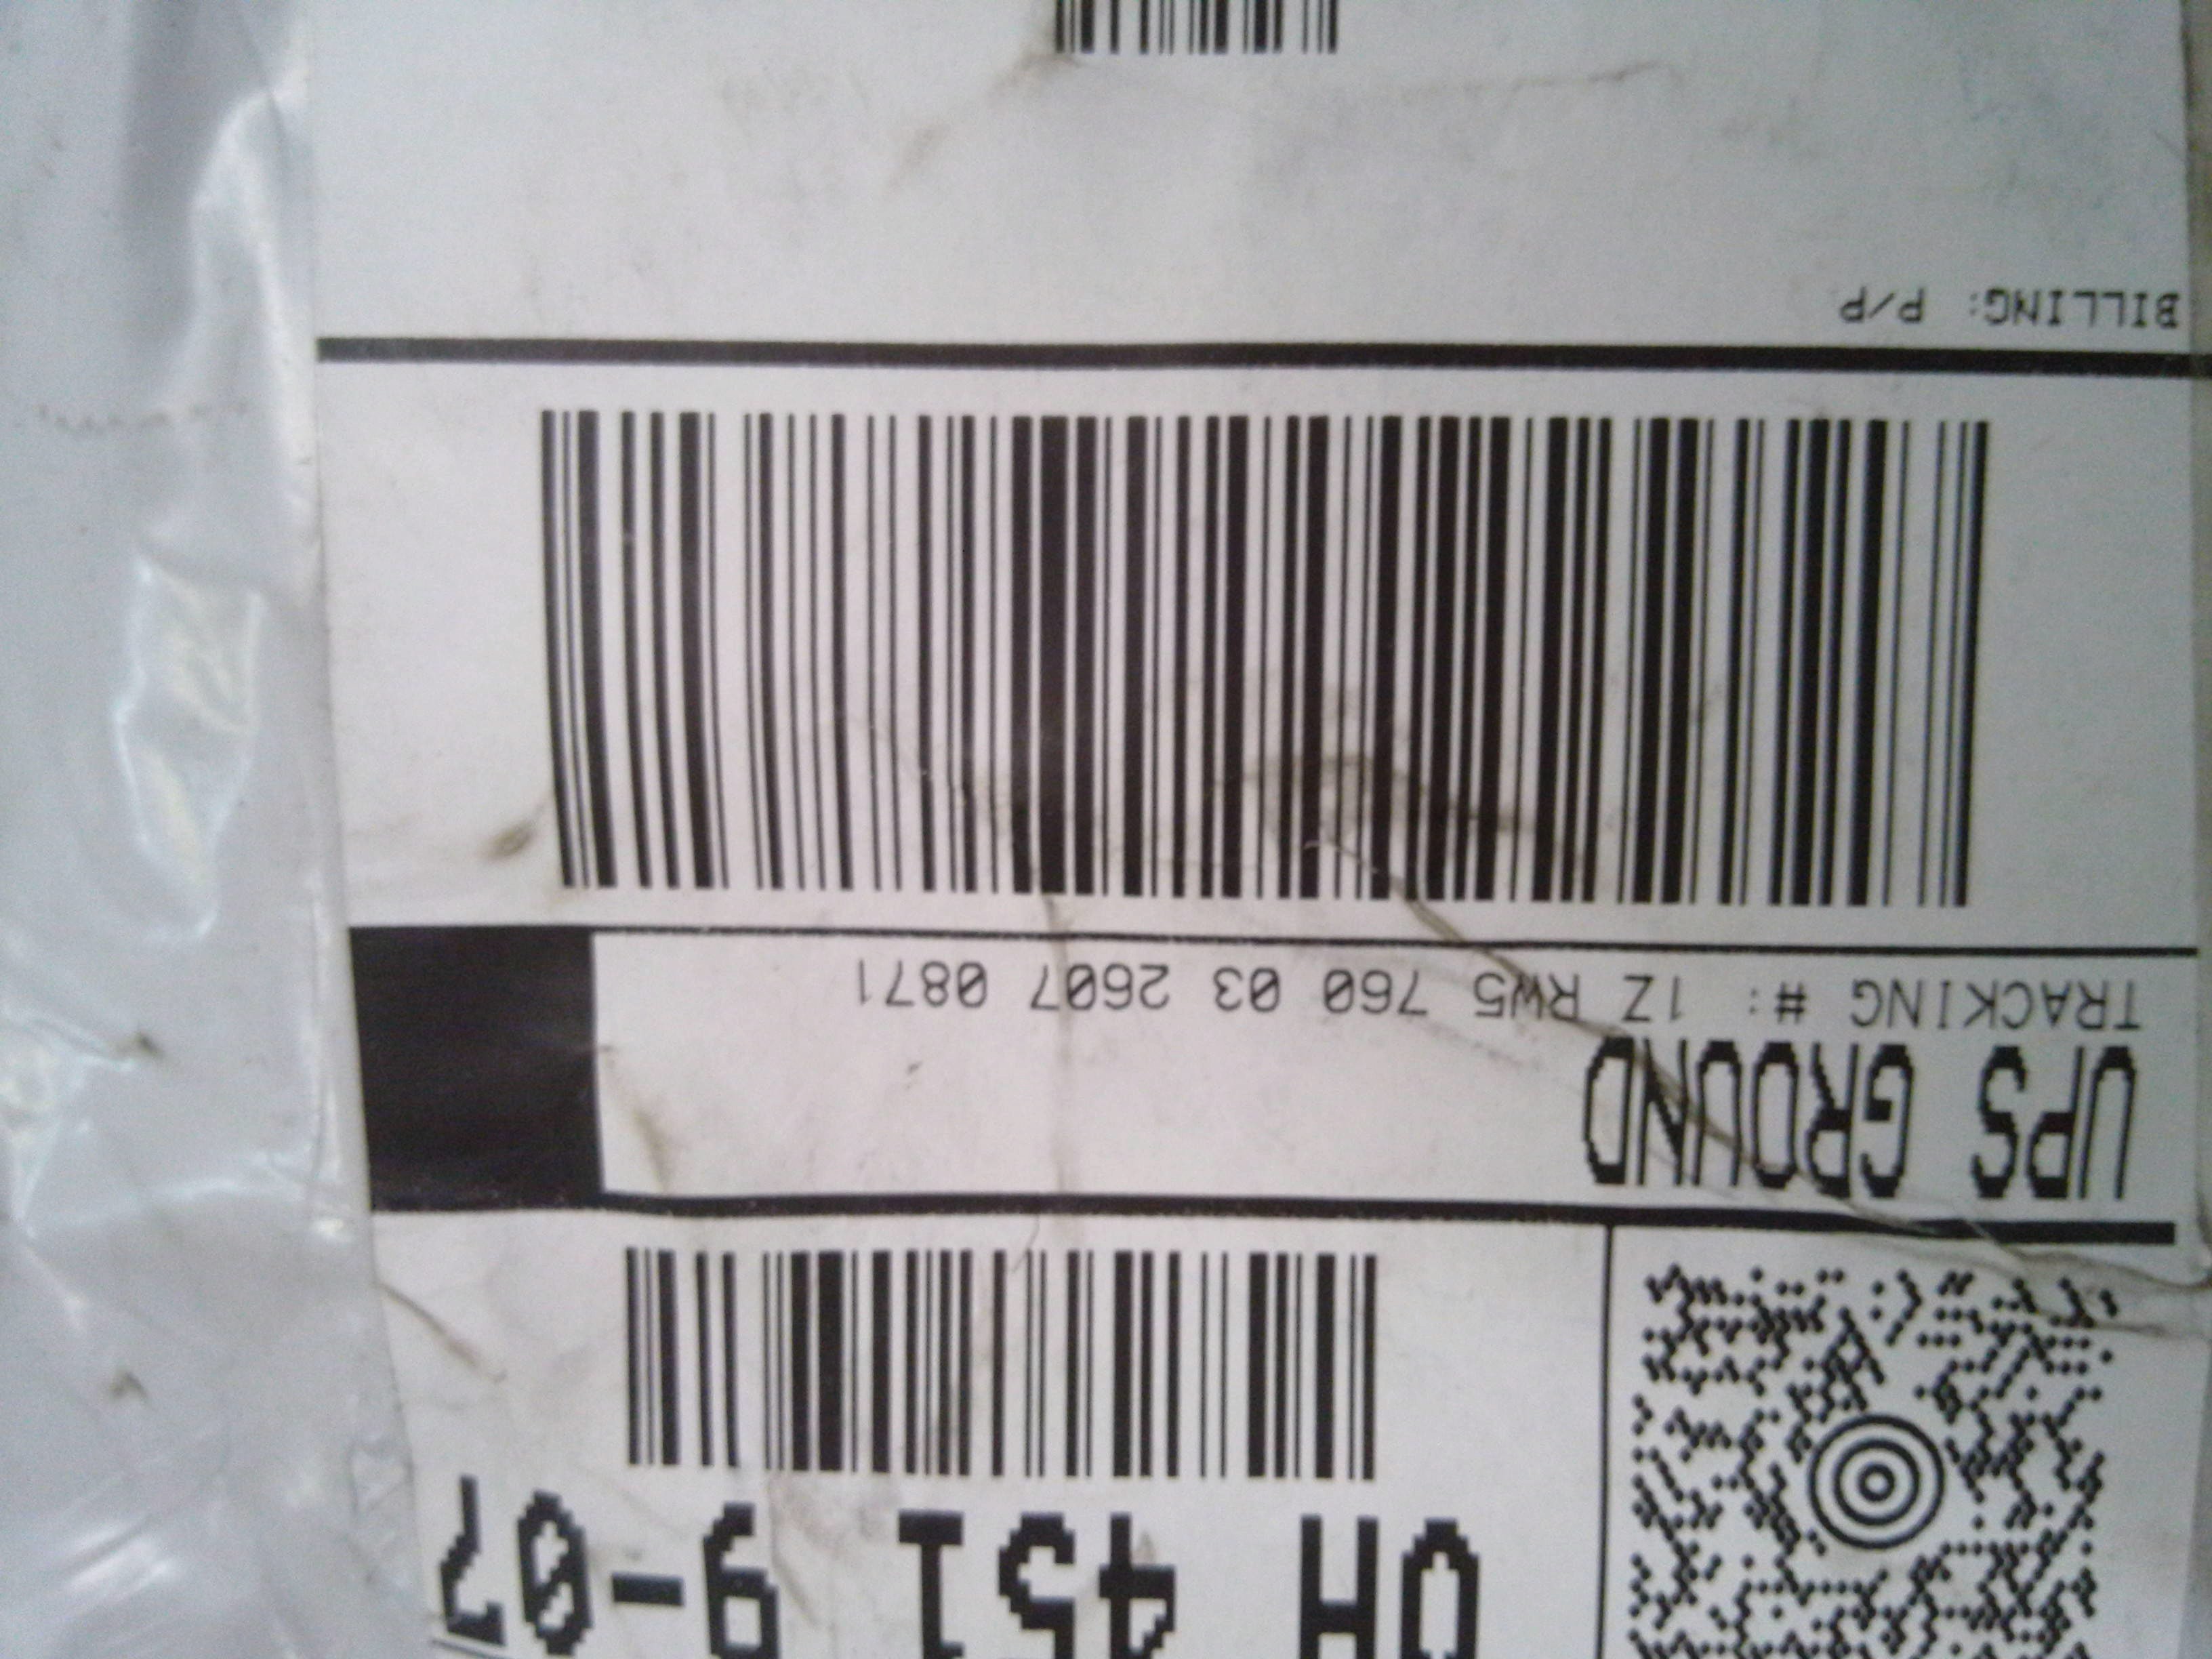 OH 451 9-07
UPS GROUND
TRACKING #: 1Z RW5 760 03 2607 0871
BILLING: P/P